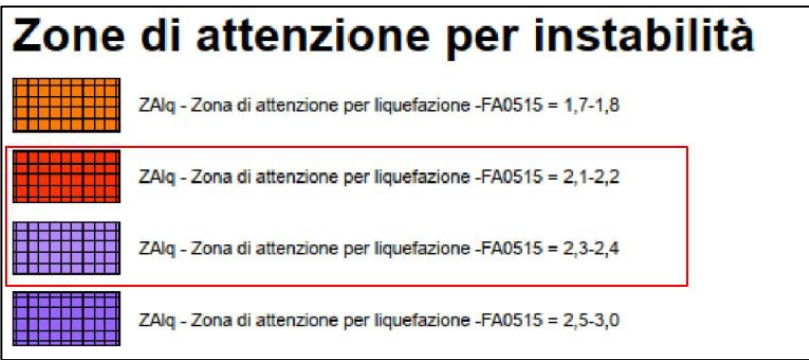 Zone di attenzione per instabilità
ZAlq - Zona di attenzione per liquefazione -FA0515 = 1,7-1,8
ZAlq - Zona di attenzione per liquefazione -FA0515 = 2,1-2,2
ZAlq - Zona di attenzione per liquefazione -FA0515 = 2,3-2,4
ZAlq - Zona di attenzione per liquefazione -FA0515 = 2,5-3,0